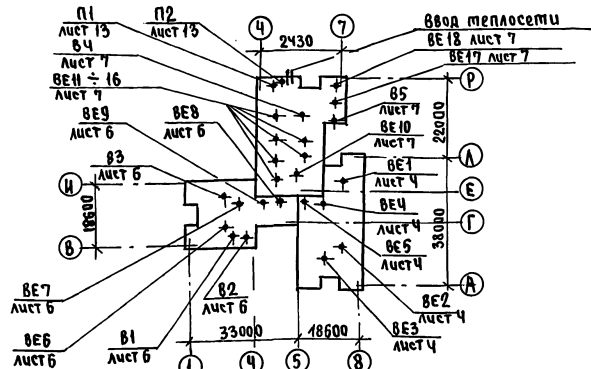 П1
лист 13
П2
лист 13
4
7
2430
Ввод теплосети
ВЕ18 лист 7
ВЕ17 лист 7
В4
лист 7
ВЕ11 ÷ 16
лист 7
Р
ВЕ9
лист 6
ВЕ8
лист 6
В5
лист 7
ВЕ10
лист 7
22000
В3
лист 6
Л
ВЕ1
лист 4
И
Е
18600
ВЕ4
лист 4
Г
В
ВЕ5
лист 4
38000
ВЕ7
лист 6
В2
лист 6
А
ВЕ2
лист 4
ВЕ6
лист 6
В1
лист 6
33000
18600
ВЕ3
лист 4
1
4
5
8